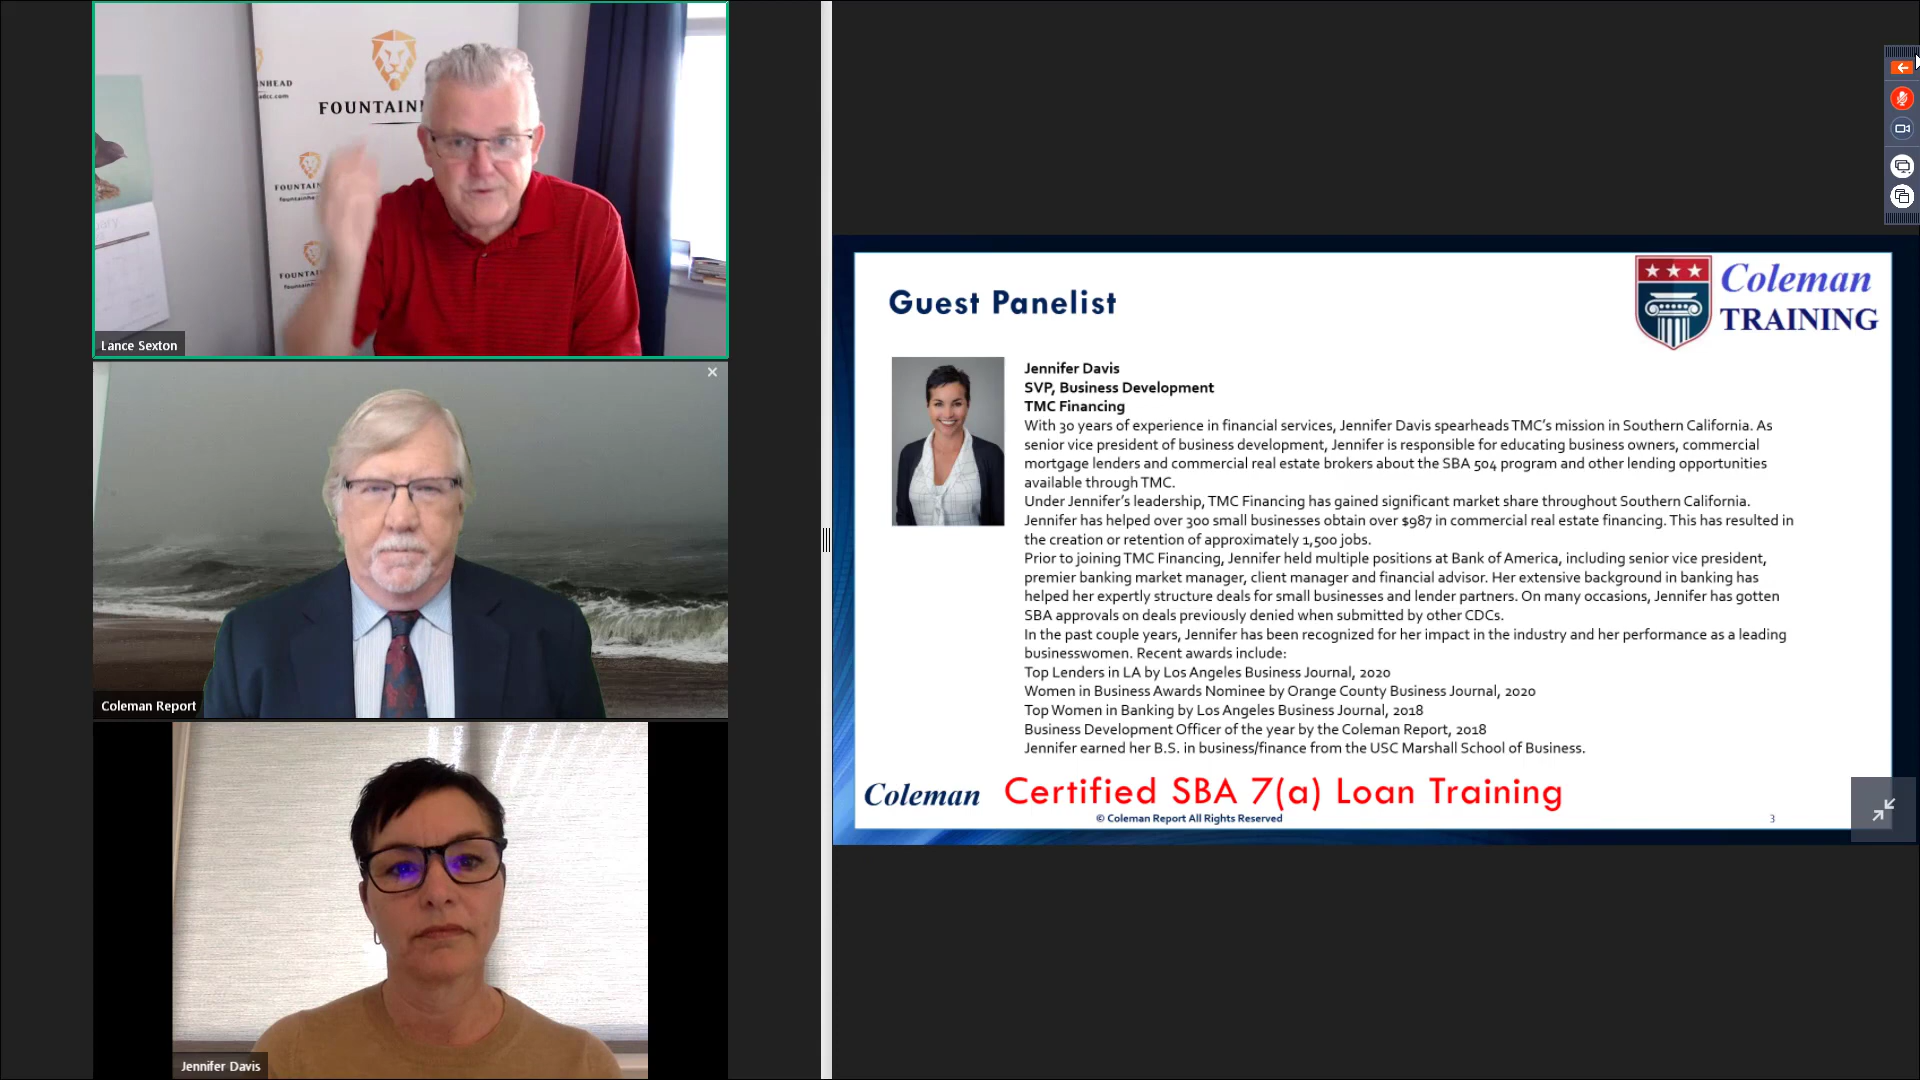 INHEAD
FOUNTAINH
Lance Sexton
Coleman Report
Jennifer Davis
Guest Panelist
Coleman
TRAINING
Jennifer Davis
SVP, Business Development
TMC Financing
With 30 years of experience in financial services, Jennifer Davis spearheads TMC's mission in Southern California. As
senior vice president of business development, Jennifer is responsible for educating business owners, commercial
mortgage lenders and commercial real estate brokers about the SBA 504 program and other lending opportunities
available through TMC.
Under Jennifer's leadership, TMC Financing has gained significant market share throughout Southern California.
Jennifer has helped over 300 small businesses obtain over $987 in commercial real estate financing. This has resulted in
the creation or retention of approximately 1,500 jobs.
Prior to joining TMC Financing, Jennifer held multiple positions at Bank of America, including senior vice president,
premier banking market manager, client manager and financial advisor. Her extensive background in banking has
helped her expertly structure deals for small businesses and lender partners. On many occasions, Jennifer has gotten
SBA approvals on deals previously denied when submitted by other CDCs.
In the past couple years, Jennifer has been recognized for her impact in the industry and her performance as a leading
businesswomen. Recent awards include:
Top Lenders in LA by Los Angeles Business Journal, 2020
Women in Business Awards Nominee by Orange County Business Journal, 2020
Top Women in Banking by Los Angeles Business Journal, 2018
Business Development Officer of the year by the Coleman Report, 2018
Jennifer earned her B.S. in business/finance from the USC Marshall School of Business.
Coleman Certified SBA 7(a) Loan Training
© Coleman Report All Rights Reserved
3